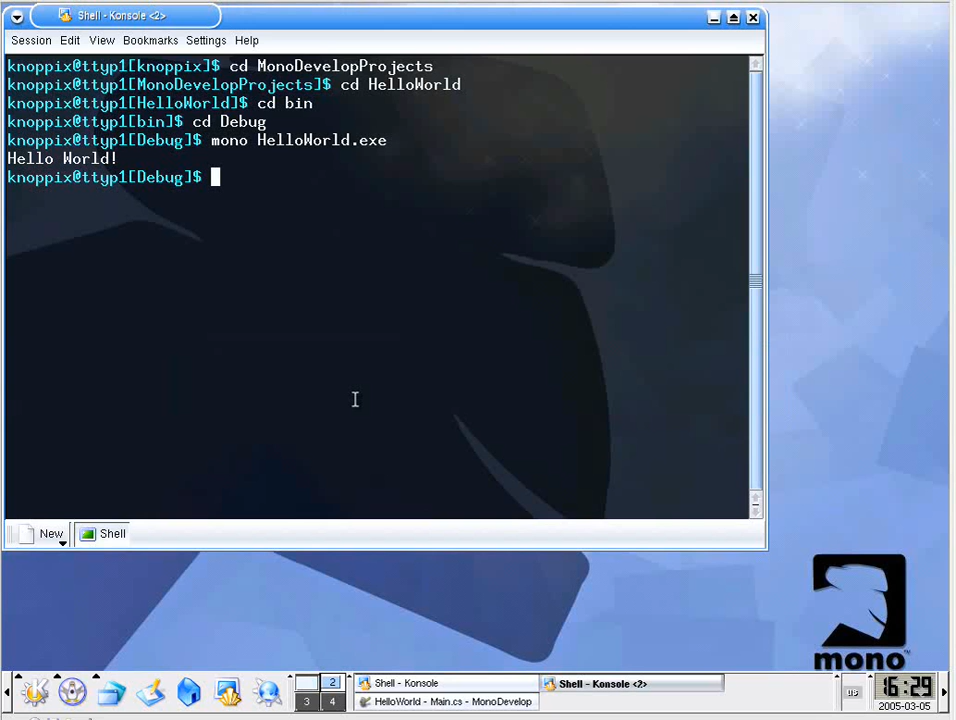 Shell - Konsole <2>
Session Edit View Bookmarks Settings Help
knoppix@ttyp1[knoppix]$ cd MonoDevelopProjects
knoppix@ttyp1[MonoDevelopProjects]$ cd HelloWorld
knoppix@ttyp1[HelloWorld]$ cd bin
knoppix@ttyp1[bin]$ cd Debug
knoppix@ttyp1[Debug]$ mono HelloWorld.exe
Hello World!
knoppix@ttyp1[Debug]$
New Shell
mono™
2
3 4
Shell - Konsole
Shell - Konsole <2>
HelloWorld - Main.cs - MonoDevelop
us
16:29
2005-03-05